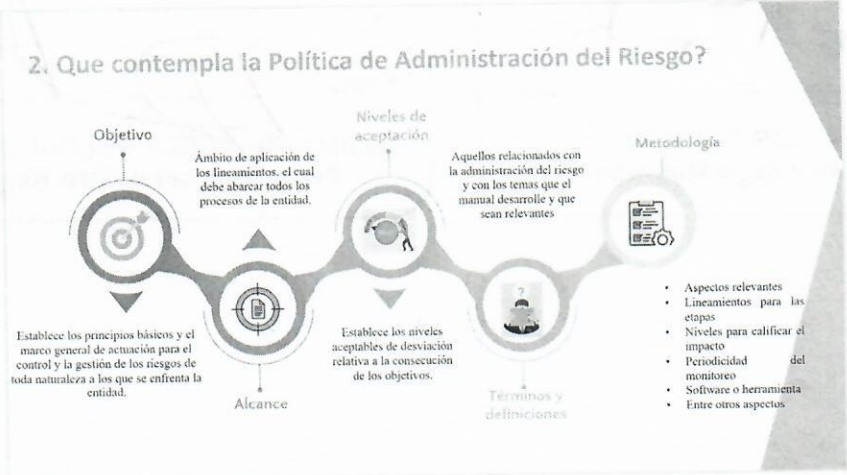 2. Que contempla la Política de Administración del Riesgo?
Objetivo
Establece los principios básicos y el
marco general de actuación para el
control y la gestión de los riesgos de
toda naturaleza a los que se enfrenta la
entidad.
Ámbito de aplicación de
los lineamientos, el cual
debe abarcar todos los
procesos de la entidad.
Alcance
Niveles de
aceptación
Establece los niveles
aceptables de desviación
relativa a la consecución
de los objetivos.
Aquellos relacionados con
la administración del riesgo
y con los temas que el
manual desarrolle y que
sean relevantes
Términos y
definiciones
Metodología
• Aspectos relevantes
• Lineamientos para las
etapas
• Niveles para calificar el
impacto
• Periodicidad del
monitoreo
• Software o herramienta
• Entre otros aspectos